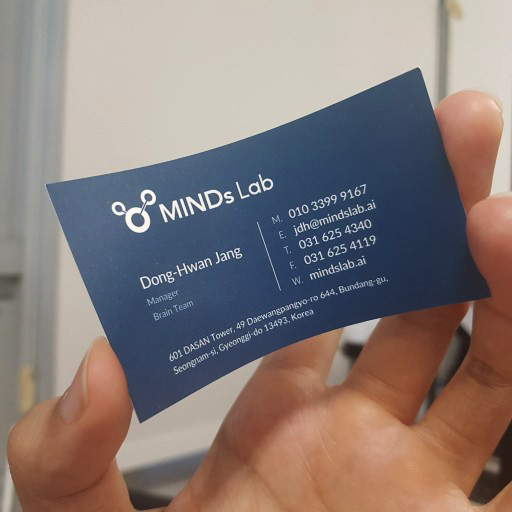 MINDs Lab
Dong-Hwan Jang
Manager
Brain Team
M. 010 3399 9167
E. jdh@mindslab.ai
T. 031 625 4340
F. 031 625 4119
W. mindslab.ai
601 DASAN Tower, 49 Daewangpangyo-ro 644, Bundang-gu,
Seongnam-si, Gyeonggi-do 13493, Korea